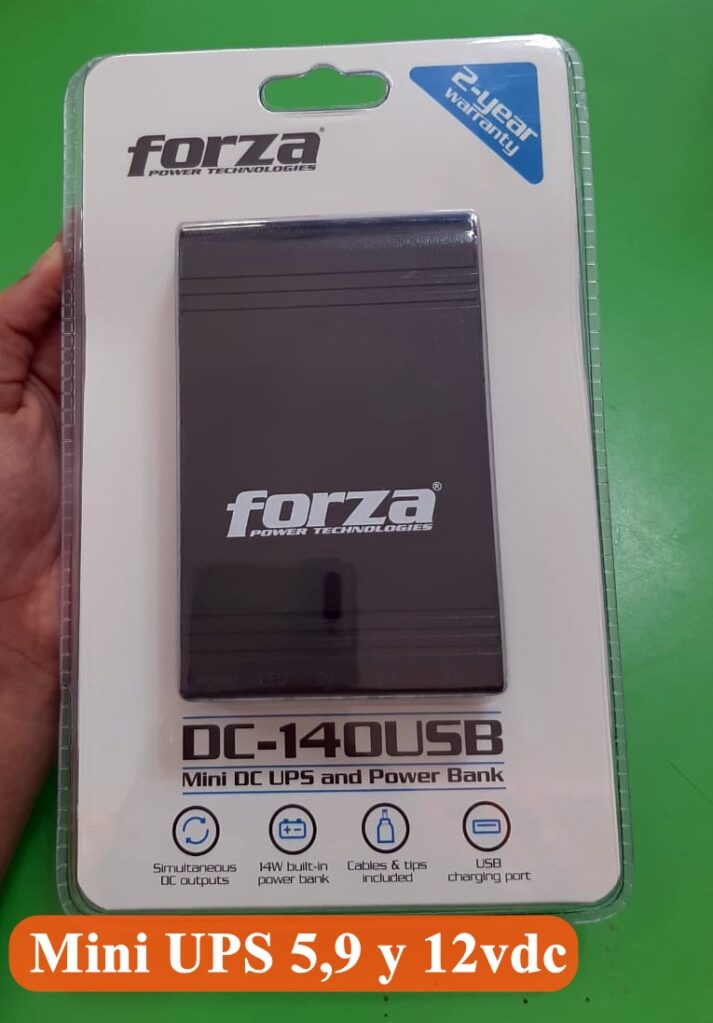 forza®
POWER TECHNOLOGIES
2-year
warranty
forza®
POWER TECHNOLOGIES
LED
DC-140USB
Mini DC UPS and Power Bank
Simultaneous
DC outputs
14W built-in
power bank
Cables & tips
included
USB
charging port
Mini UPS 5,9 y 12vdc